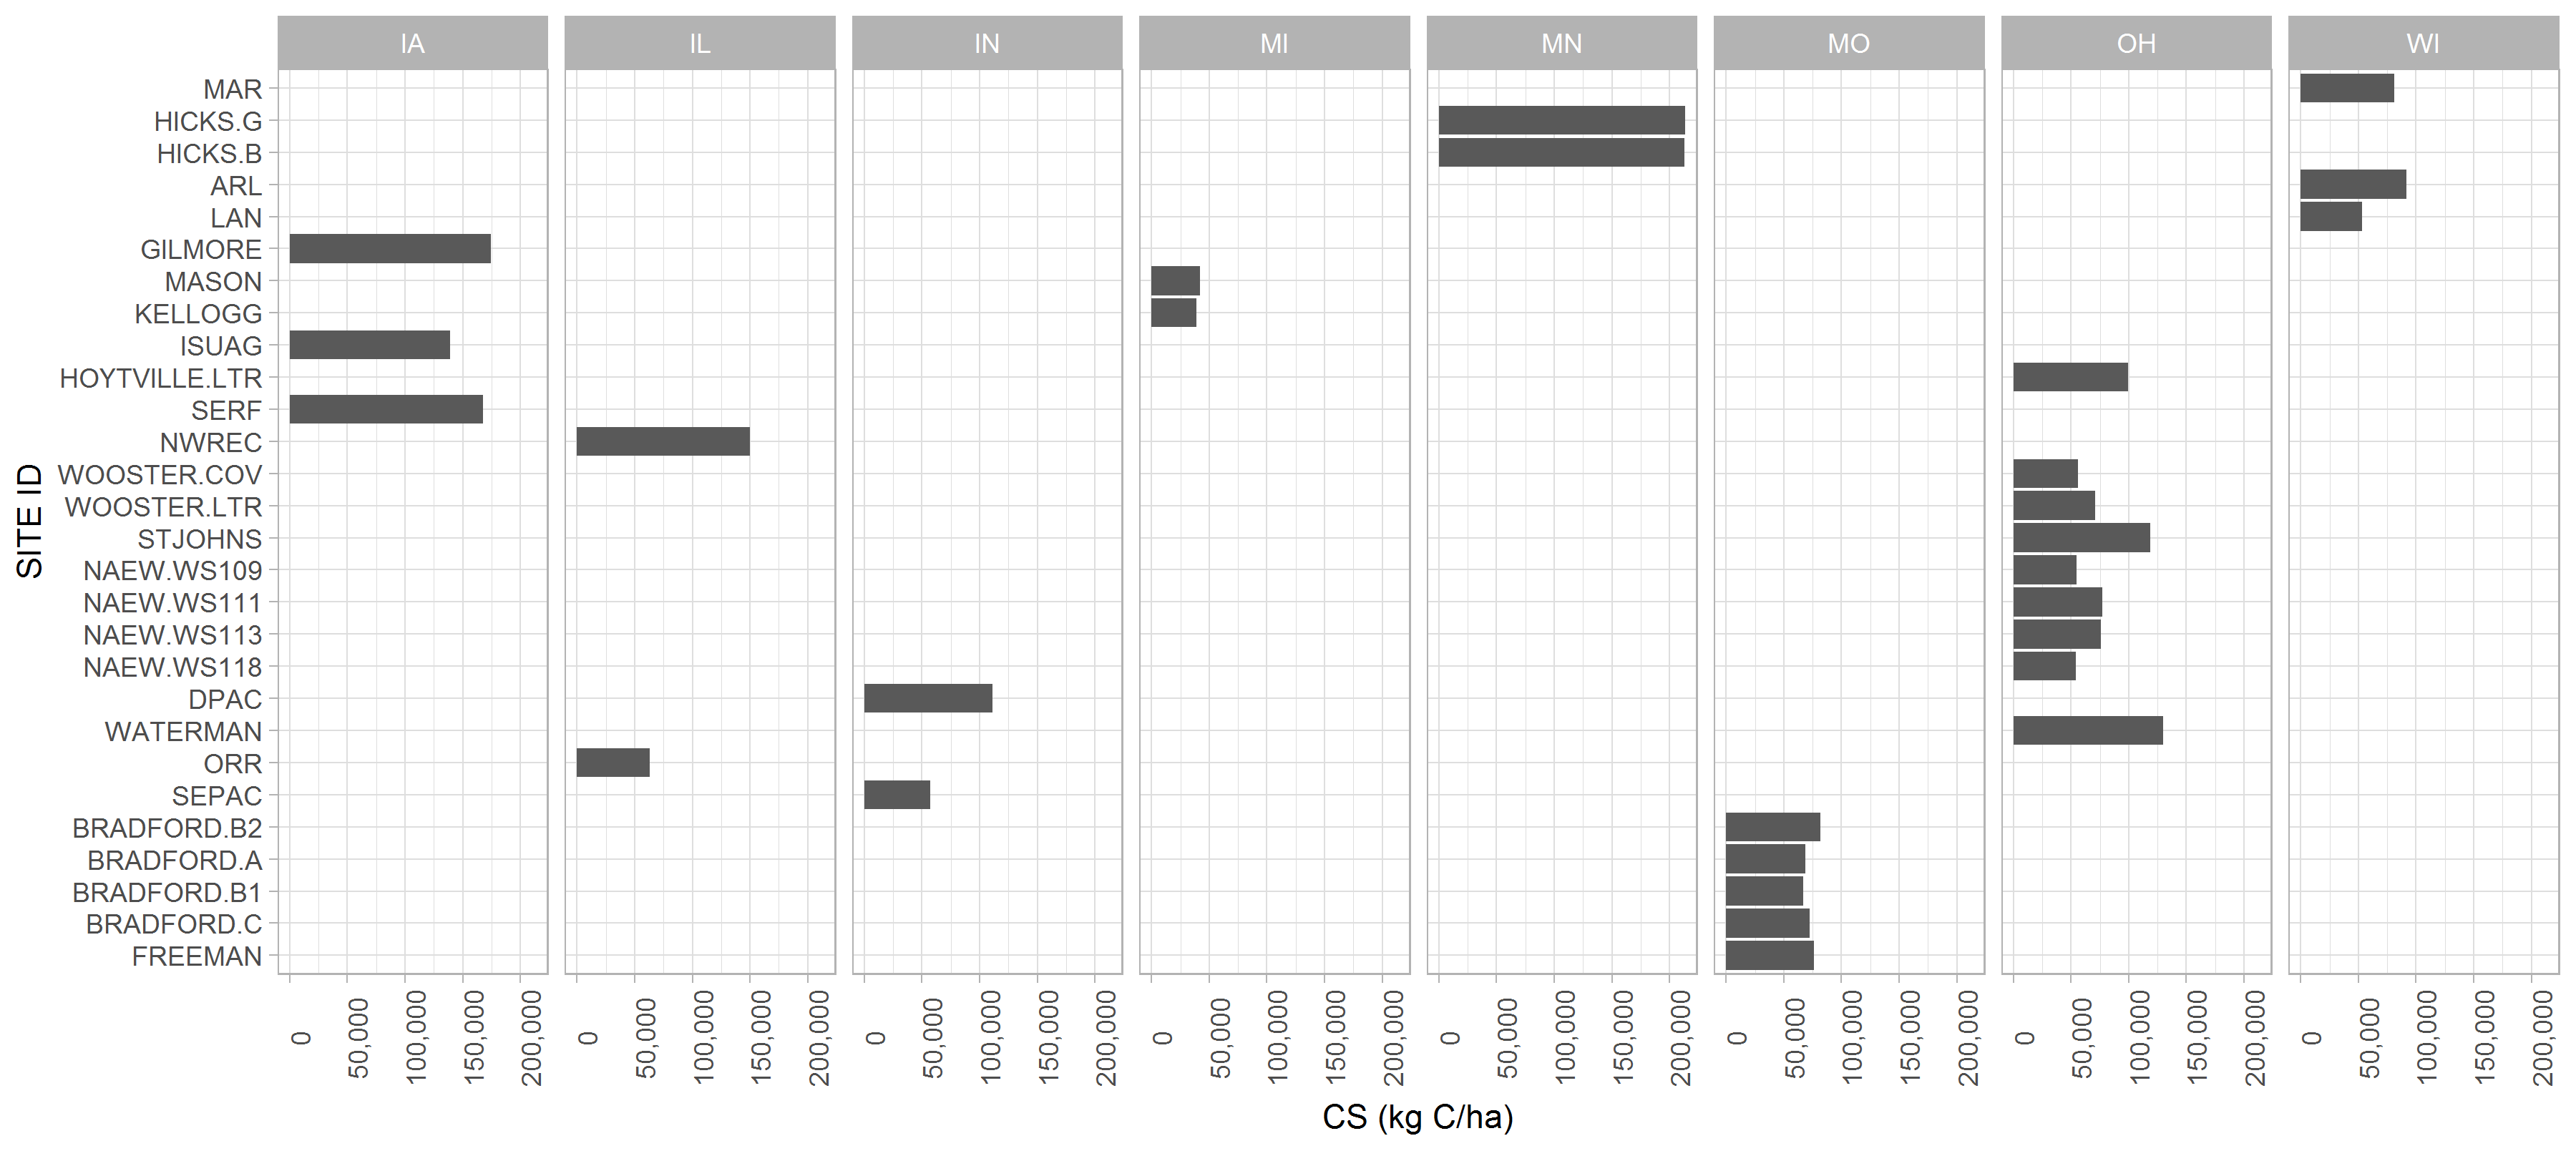 IA IL IN MI MN MO OH WI
MAR
HICKS.G
HICKS.B
ARL
LAN
GILMORE
MASON
KELLOGG
ISUAG
HOYTVILLE.LTR
SERF
NWREC
WOOSTER.COV
WOOSTER.LTR
STJOHNS
NAEW.WS109
NAEW.WS111
NAEW.WS113
NAEW.WS118
DPAC
WATERMAN
ORR
SEPAC
BRADFORD.B2
BRADFORD.A
BRADFORD.B1
BRADFORD.C
FREEMAN
SITE ID
0 50,000 100,000 150,000 200,000
0 50,000 100,000 150,000 200,000
0 50,000 100,000 150,000 200,000
0 50,000 100,000 150,000 200,000
0 50,000 100,000 150,000 200,000
0 50,000 100,000 150,000 200,000
0 50,000 100,000 150,000 200,000
0 50,000 100,000 150,000 200,000
CS (kg C/ha)